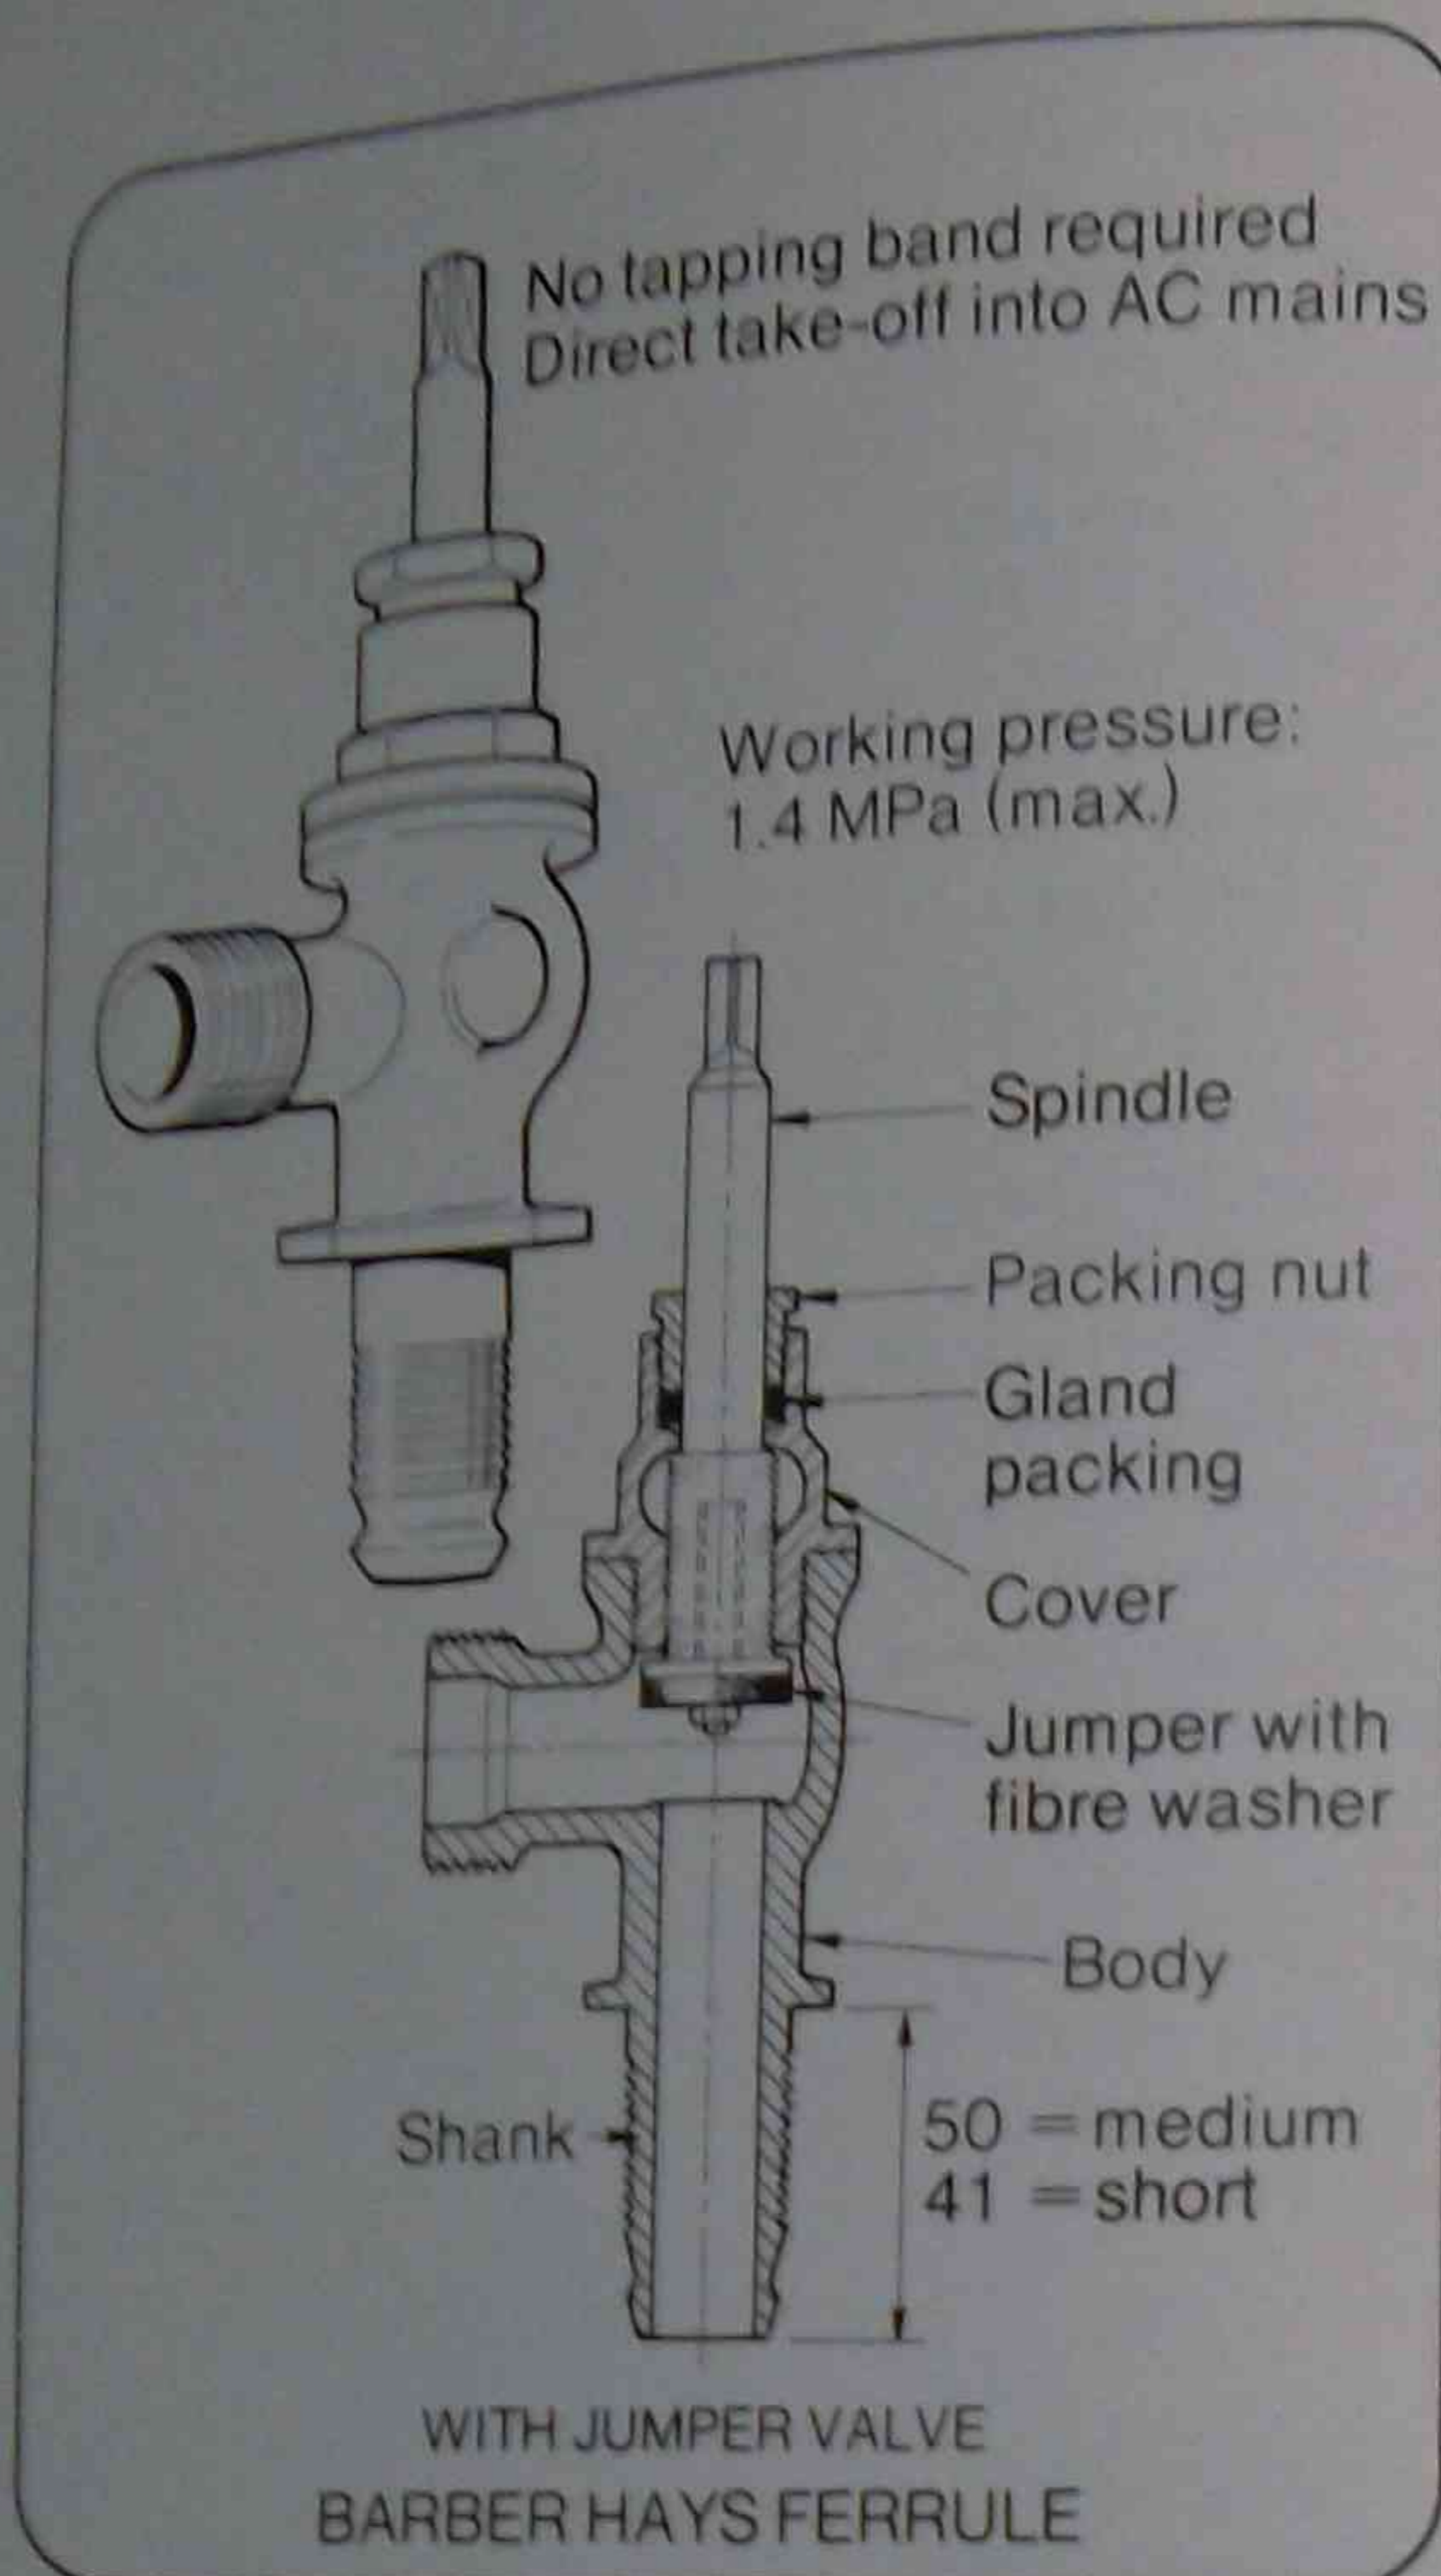 No tapping band required
Direct take-off into AC mains
Working pressure:
1.4 MPa (max.)
Spindle
Packing nut
Gland
packing
Cover
Jumper with
fibre washer
Body
Shank
50 = medium
41 = short
WITH JUMPER VALVE
BARBER HAYS FERRULE